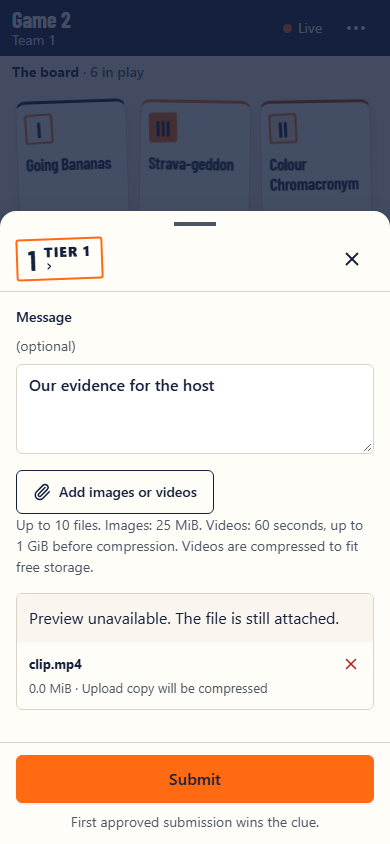 Game 2
Team 1
Live
The board · 6 in play
I
III
II
Going Bananas
Strava-geddon
Colour
Chromacronym
1 TIER 1
›
Message
(optional)
Our evidence for the host
Add images or videos
Up to 10 files. Images: 25 MiB. Videos: 60 seconds, up to
1 GiB before compression. Videos are compressed to fit
free storage.
Preview unavailable. The file is still attached.
clip.mp4
0.0 MiB · Upload copy will be compressed
Submit
First approved submission wins the clue.